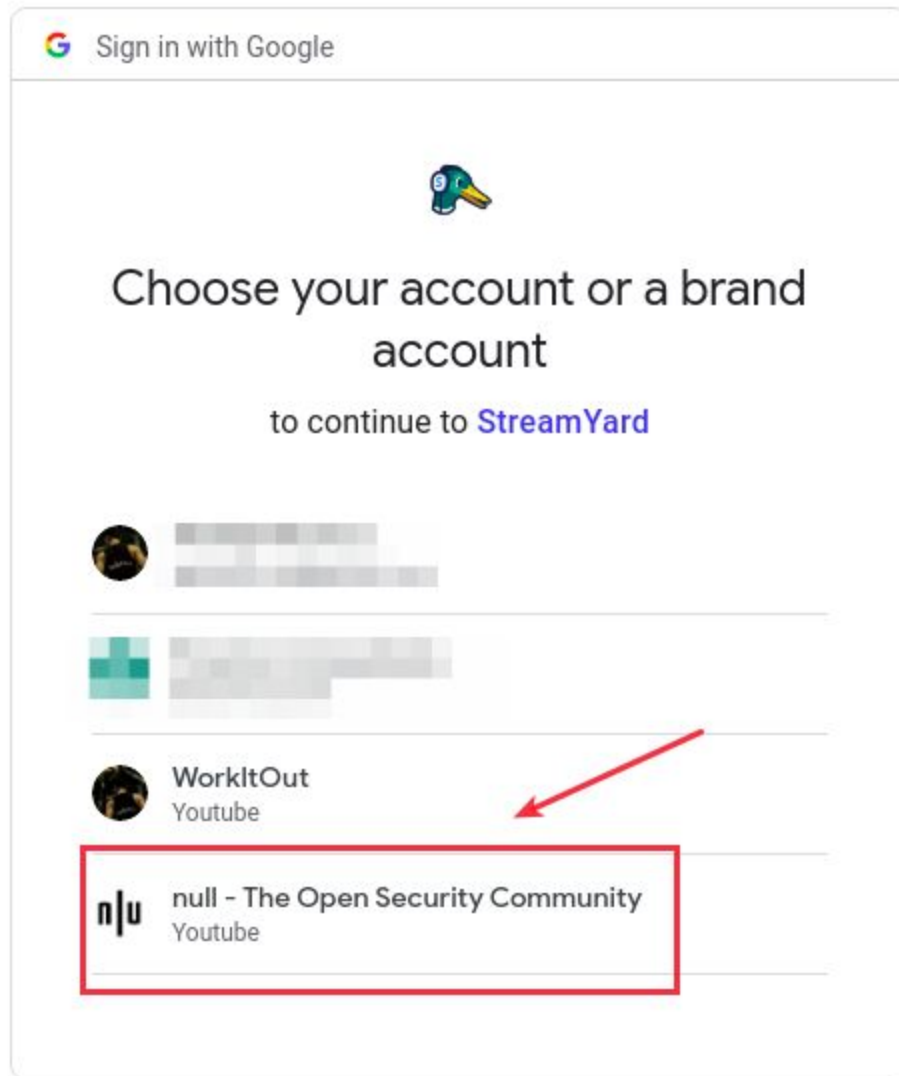 Sign in with Google
Choose your account or a brand
account
to continue to StreamYard
WorkItOut
Youtube
n|u
null - The Open Security Community
Youtube